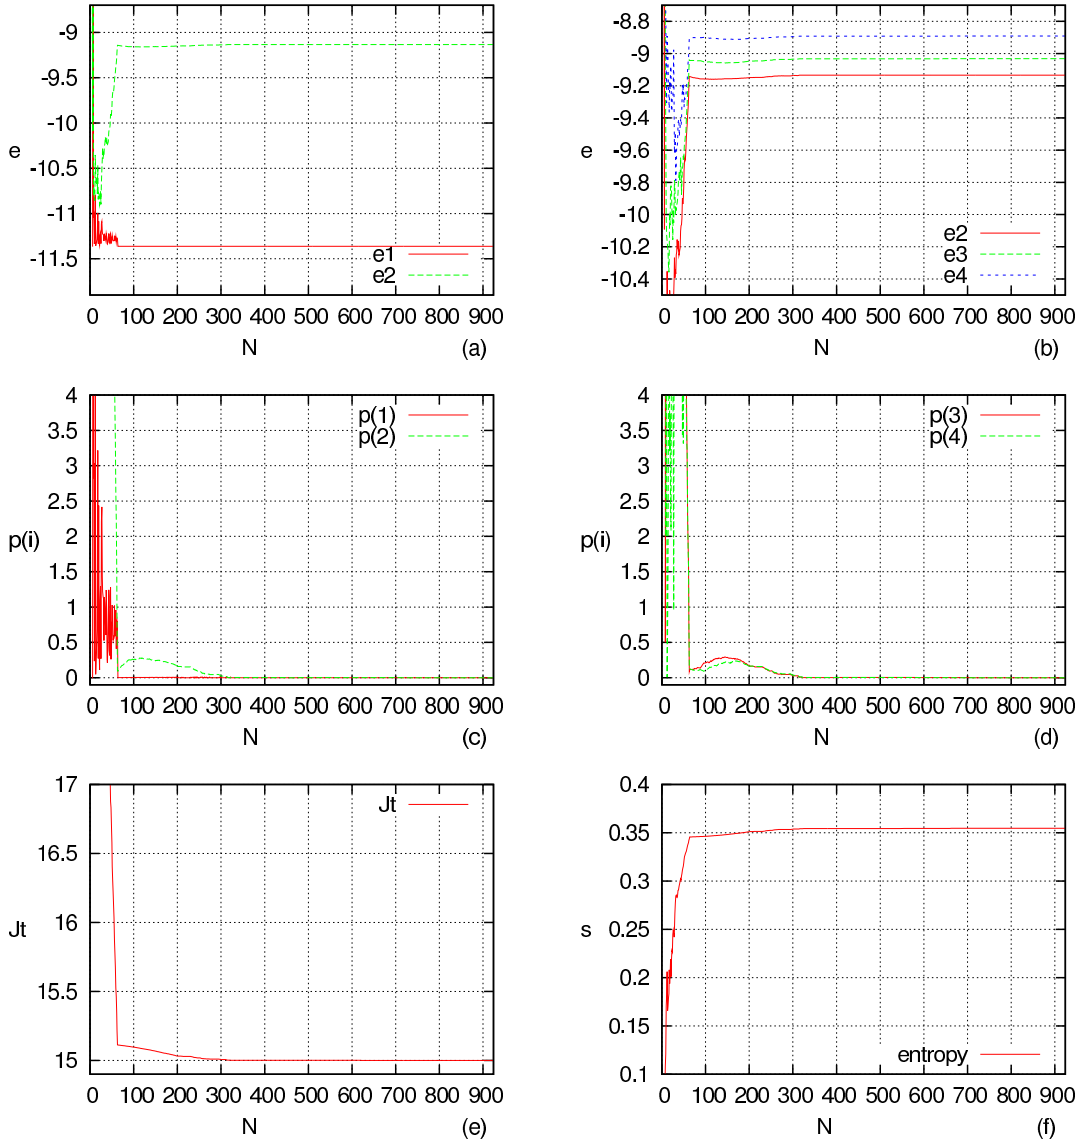 -9
-9.5
-10
-10.5
-11
-11.5
e
e1
e2
0 100 200 300 400 500 600 700 800 900
N
(a)
-8.8
-9
-9.2
-9.4
-9.6
-9.8
-10
-10.2
-10.4
e
e2
e3
e4
0 100 200 300 400 500 600 700 800 900
N
(b)
4
3.5
3
2.5
2
1.5
1
0.5
0
p(i)
p(1)
p(2)
0 100 200 300 400 500 600 700 800 900
N
(c)
4
3.5
3
2.5
2
1.5
1
0.5
0
p(i)
p(3)
p(4)
0 100 200 300 400 500 600 700 800 900
N
(d)
17
16.5
16
15.5
15
Jt
Jt
0 100 200 300 400 500 600 700 800 900
N
(e)
0.4
0.35
0.3
0.25
0.2
0.15
0.1
s
entropy
0 100 200 300 400 500 600 700 800 900
N
(f)